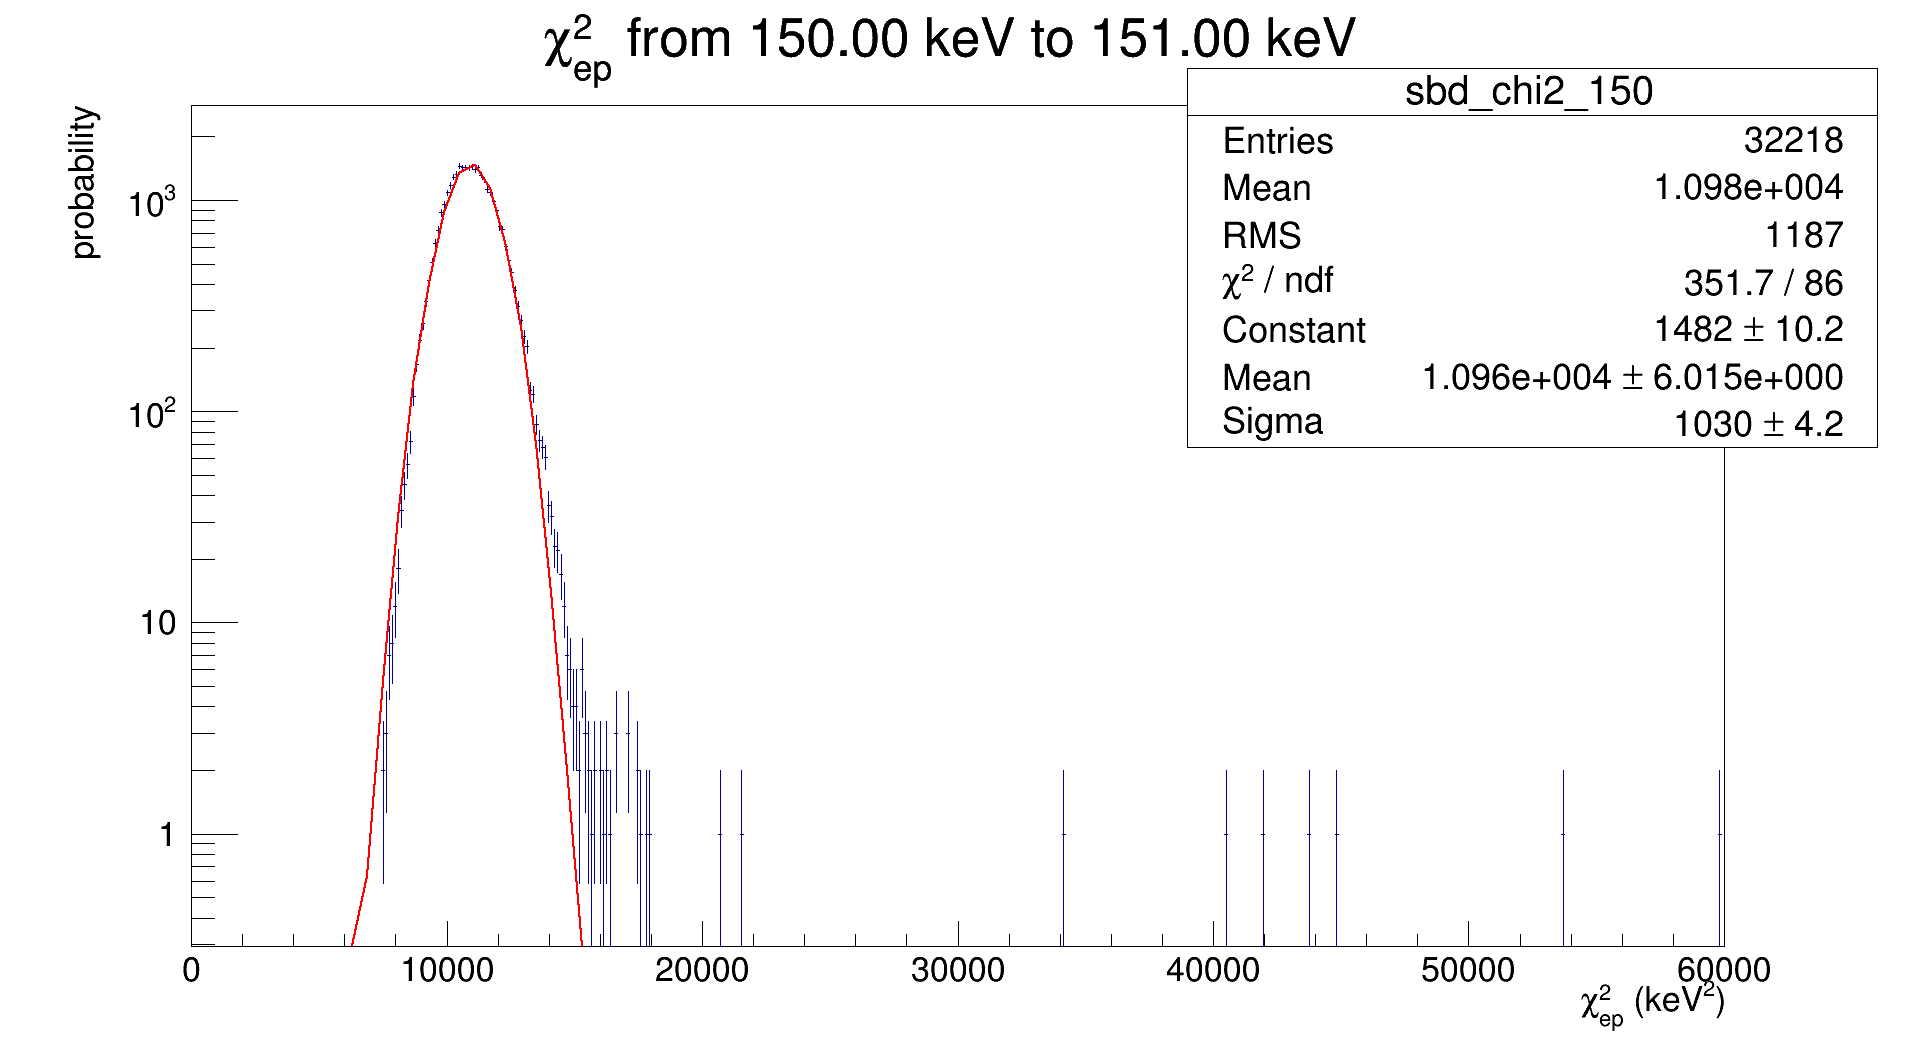 χ²ep from 150.00 keV to 151.00 keV
sbd_chi2_150
Entries 32218
Mean 1.098e+004
RMS 1187
χ² / ndf 351.7 / 86
Constant 1482 ± 10.2
Mean 1.096e+004 ± 6.015e+000
Sigma 1030 ± 4.2
probability
10³
10²
10
1
0 10000 20000 30000 40000 50000 60000
χ²ep (keV²)